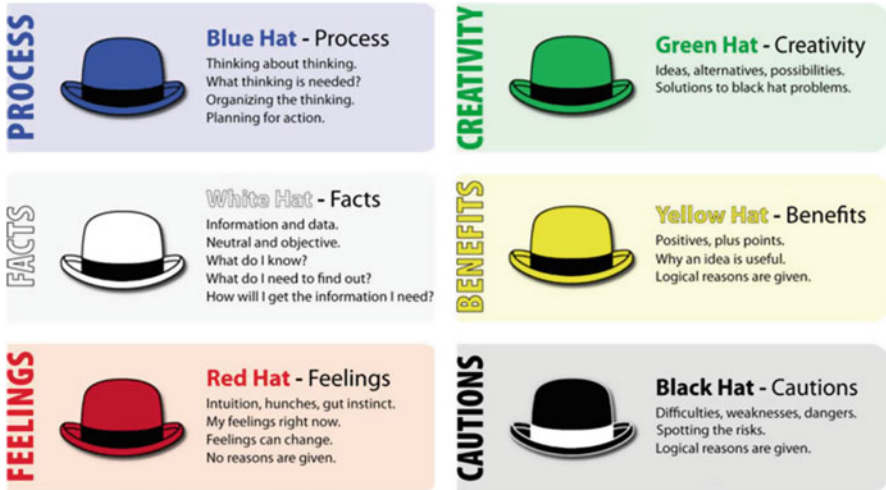 PROCESS
Blue Hat - Process
Thinking about thinking.
What thinking is needed?
Organizing the thinking.
Planning for action.
CREATIVITY
Green Hat - Creativity
Ideas, alternatives, possibilities.
Solutions to black hat problems.
FACTS
White Hat - Facts
Information and data.
Neutral and objective.
What do I know?
What do I need to find out?
How will I get the information I need?
BENEFITS
Yellow Hat - Benefits
Positives, plus points.
Why an idea is useful.
Logical reasons are given.
FEELINGS
Red Hat - Feelings
Intuition, hunches, gut instinct.
My feelings right now.
Feelings can change.
No reasons are given.
CAUTIONS
Black Hat - Cautions
Difficulties, weaknesses, dangers.
Spotting the risks.
Logical reasons are given.